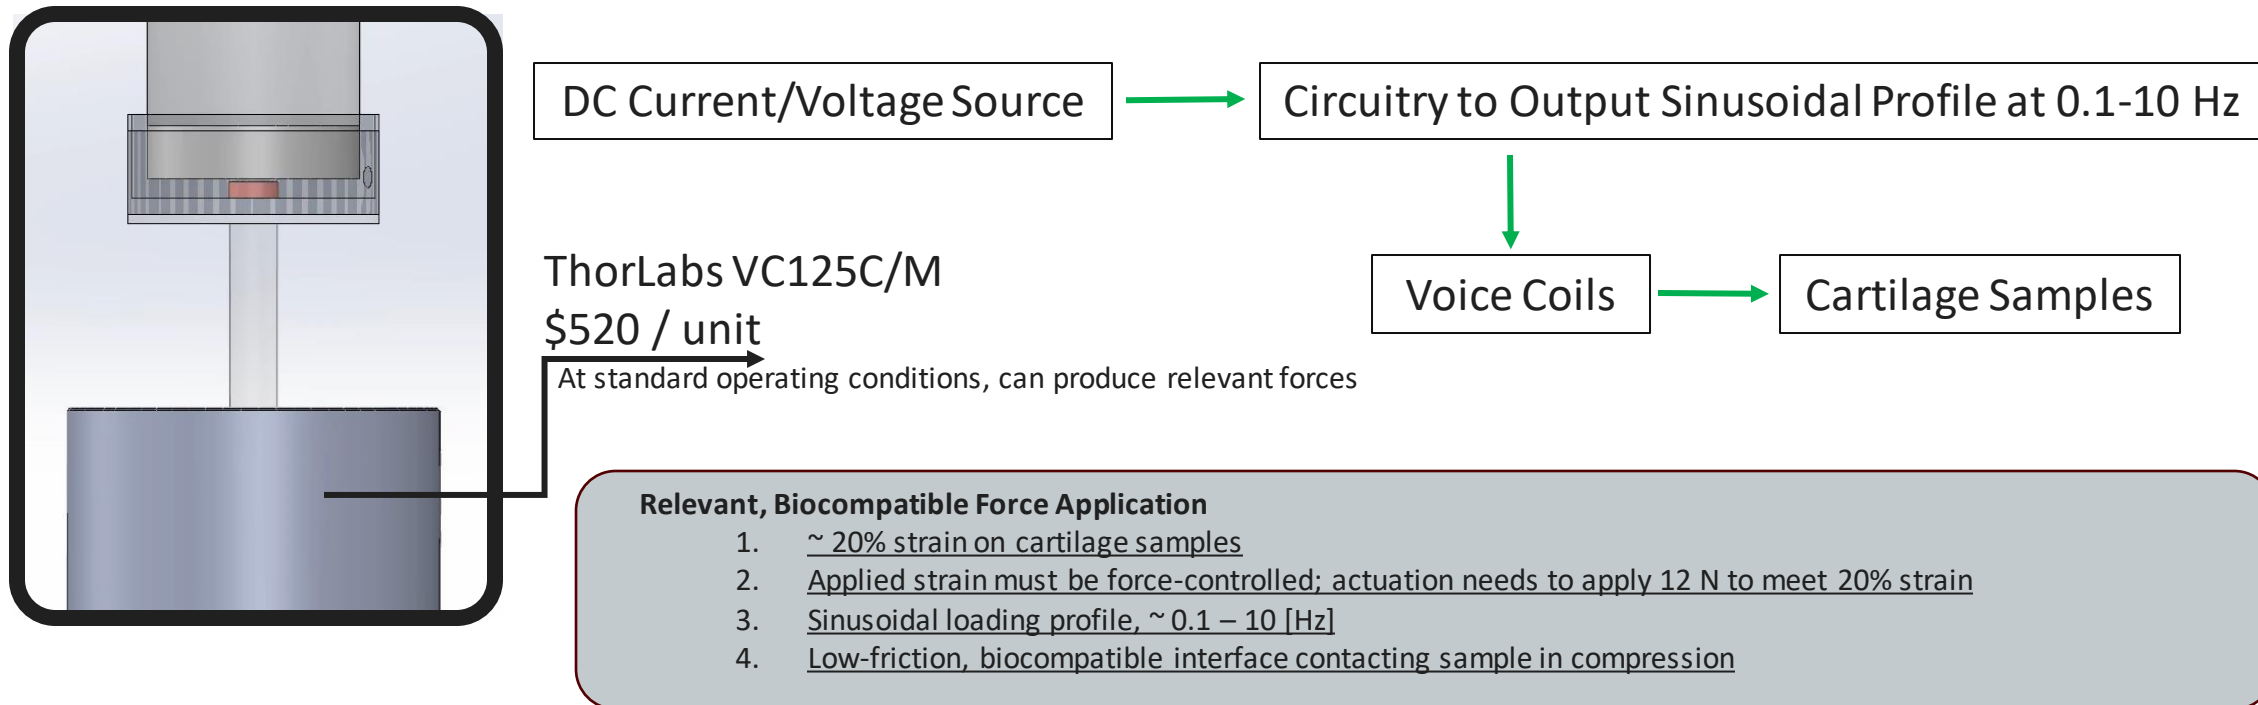 DC Current/Voltage Source
Circuitry to Output Sinusoidal Profile at 0.1-10 Hz
Voice Coils
Cartilage Samples
ThorLabs VC125C/M
$520 / unit
At standard operating conditions, can produce relevant forces
Relevant, Biocompatible Force Application
1. ~ 20% strain on cartilage samples
2. Applied strain must be force-controlled; actuation needs to apply 12 N to meet 20% strain
3. Sinusoidal loading profile, ~ 0.1 – 10 [Hz]
4. Low-friction, biocompatible interface contacting sample in compression